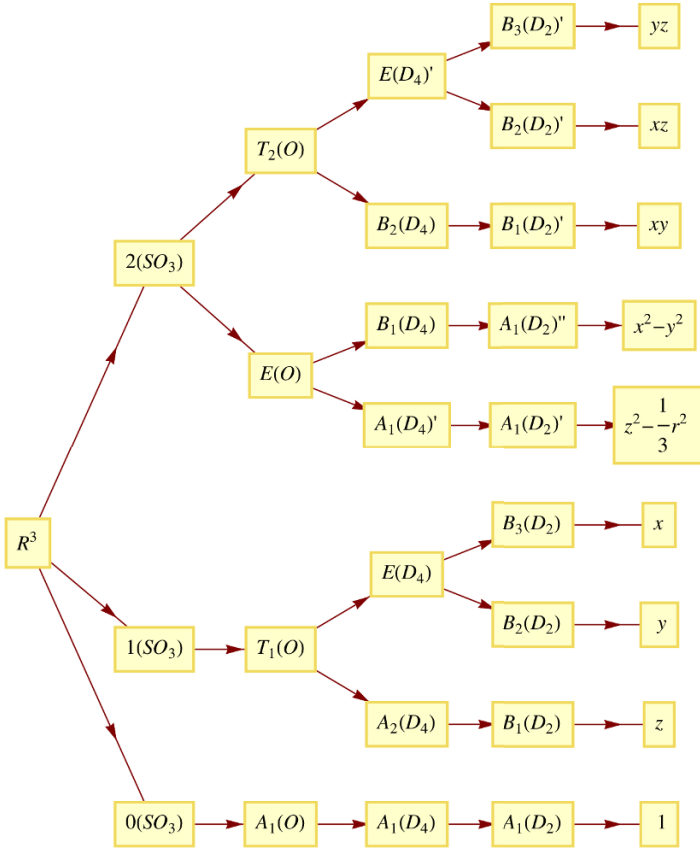 B₃(D₂)' yz
E(D₄)'
B₂(D₂)' xz
T₂(O)
B₂(D₄) B₁(D₂)' xy
2(SO₃)
B₁(D₄) A₁(D₂)'' x²−y²
E(O)
A₁(D₄)' A₁(D₂)' z²−1/3r²
B₃(D₂) x
R³
E(D₄)
B₂(D₂) y
1(SO₃) T₁(O)
A₂(D₄) B₁(D₂) z
0(SO₃) A₁(O) A₁(D₄) A₁(D₂) 1